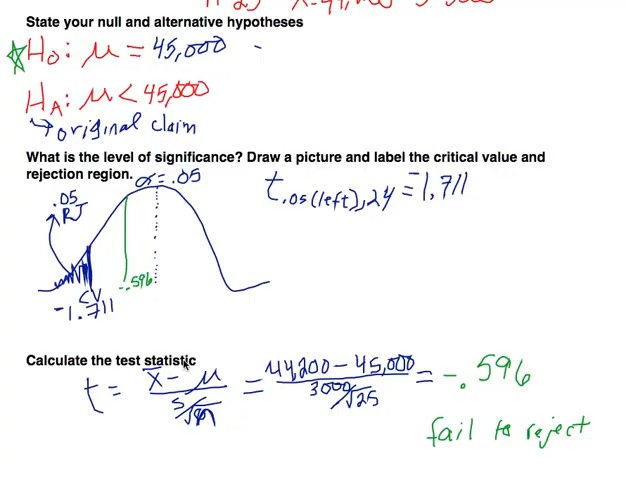 State your null and alternative hypotheses
H₀: μ = 45,000
H_A: μ < 45,000
original claim
What is the level of significance? Draw a picture and label the critical value and
rejection region.
α = .05
t.05(left),24 = -1.711
.05
RJ
-.596
CV
-1.711
Calculate the test statistic
t = x̄ - μ / s/√n = 44,200 - 45,000 / 3000/√25 = -.596
fail to reject